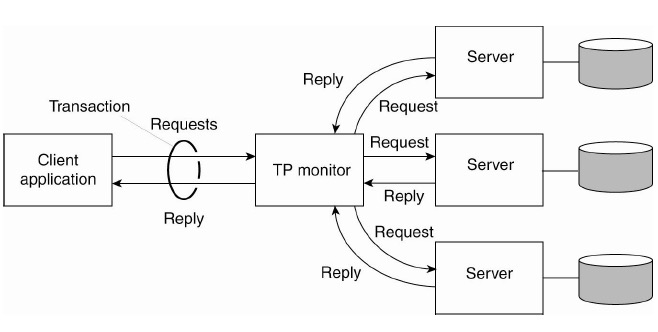 Server
Reply
Request
Transaction
Requests
Client
application
TP monitor
Request
Server
Reply
Reply
Request
Reply
Server